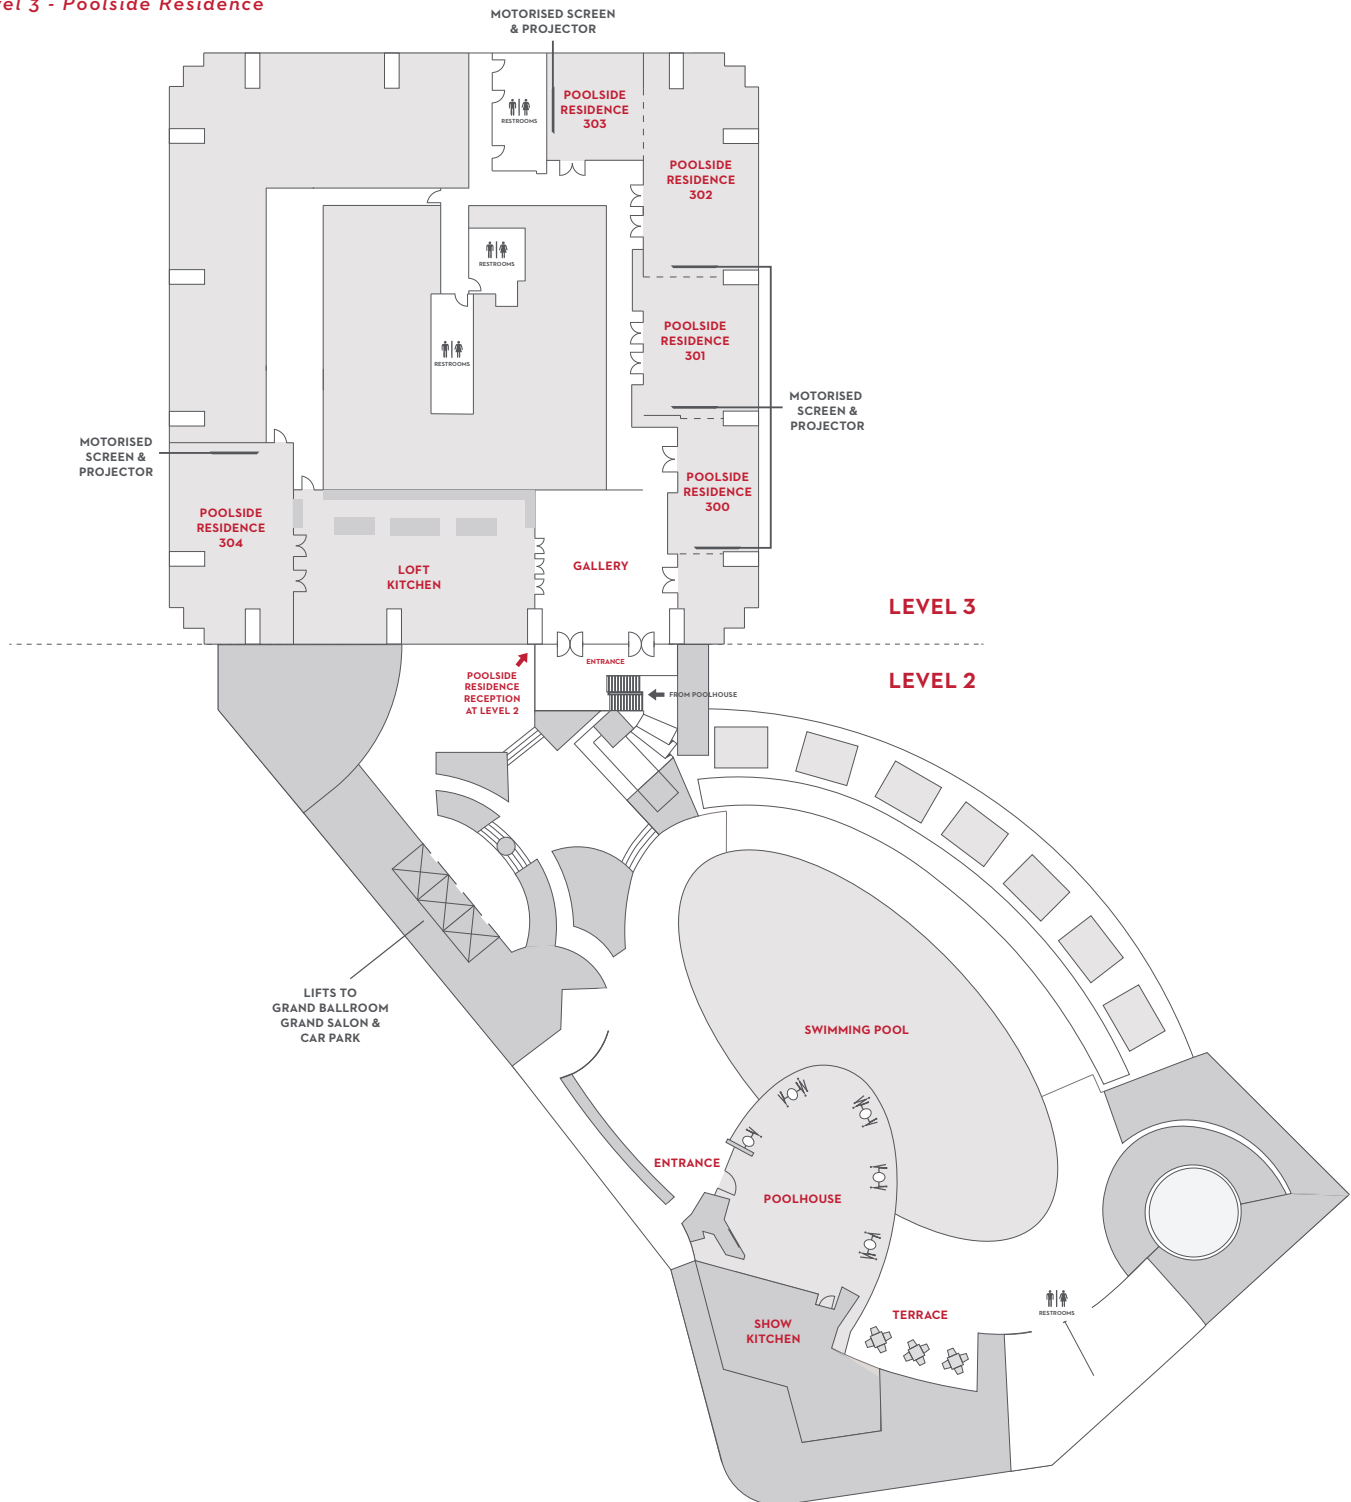 el 3 - Poolside Residence
MOTORISED SCREEN
& PROJECTOR
RESTROOMS
POOLSIDE
RESIDENCE
303
POOLSIDE
RESIDENCE
302
RESTROOMS
POOLSIDE
RESIDENCE
301
RESTROOMS
MOTORISED
SCREEN &
PROJECTOR
MOTORISED
SCREEN &
PROJECTOR
POOLSIDE
RESIDENCE
300
POOLSIDE
RESIDENCE
304
LOFT
KITCHEN
GALLERY
LEVEL 3
ENTRANCE
POOLSIDE
RESIDENCE
RECEPTION
AT LEVEL 2
FROM POOLHOUSE
LEVEL 2
LIFTS TO
GRAND BALLROOM
GRAND SALON &
CAR PARK
SWIMMING POOL
ENTRANCE
POOLHOUSE
RESTROOMS
TERRACE
SHOW
KITCHEN